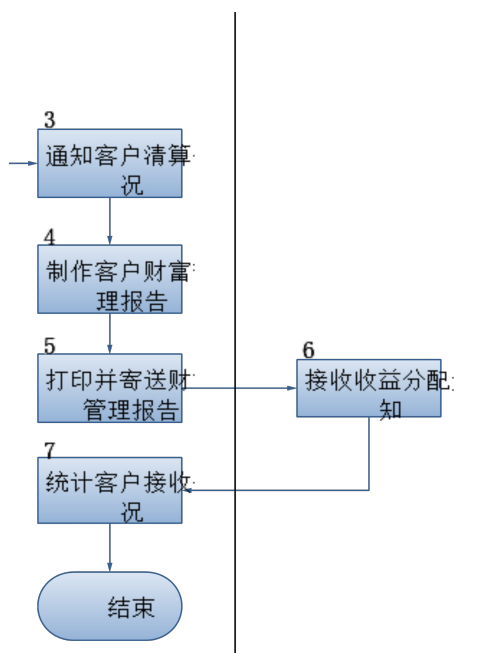 3
通知客户清算
况
4
制作客户财富
理报告
5
打印并寄送财
管理报告
6
接收收益分配
知
7
统计客户接收
况
结束